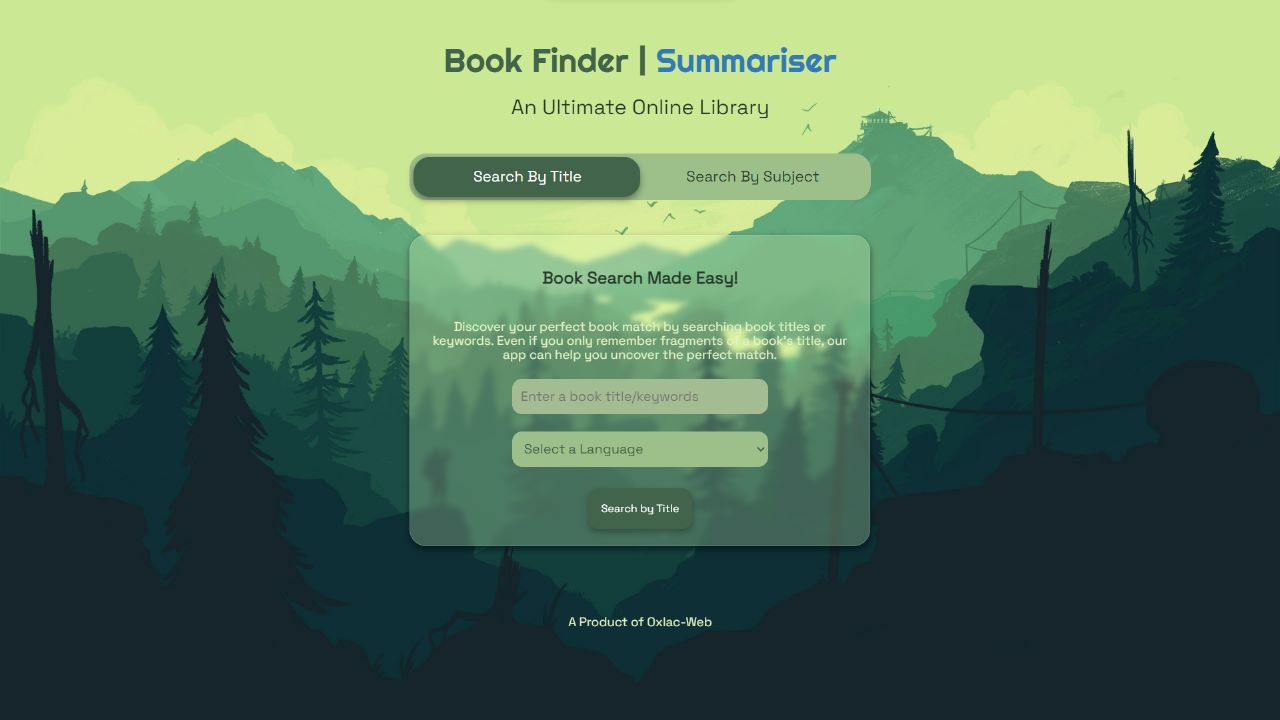 Book Finder | Summariser
An Ultimate Online Library
Search By Title
Search By Subject
Book Search Made Easy!
Discover your perfect book match by searching book titles or
keywords. Even if you only remember fragments of a book's title, our
app can help you uncover the perfect match.
Enter a book title/keywords
Select a Language
Search by Title
A Product of Oxlac-Web